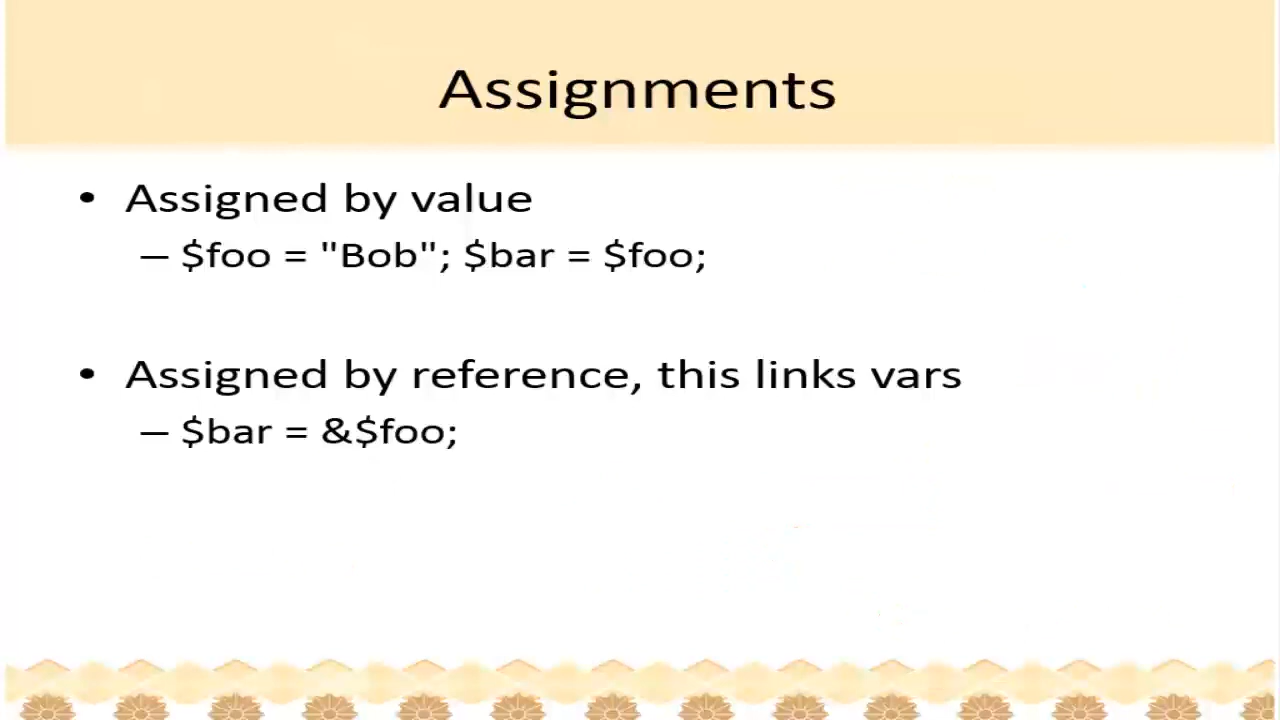 Assignments
• Assigned by value
– $foo = "Bob"; $bar = $foo;
• Assigned by reference, this links vars
– $bar = &$foo;